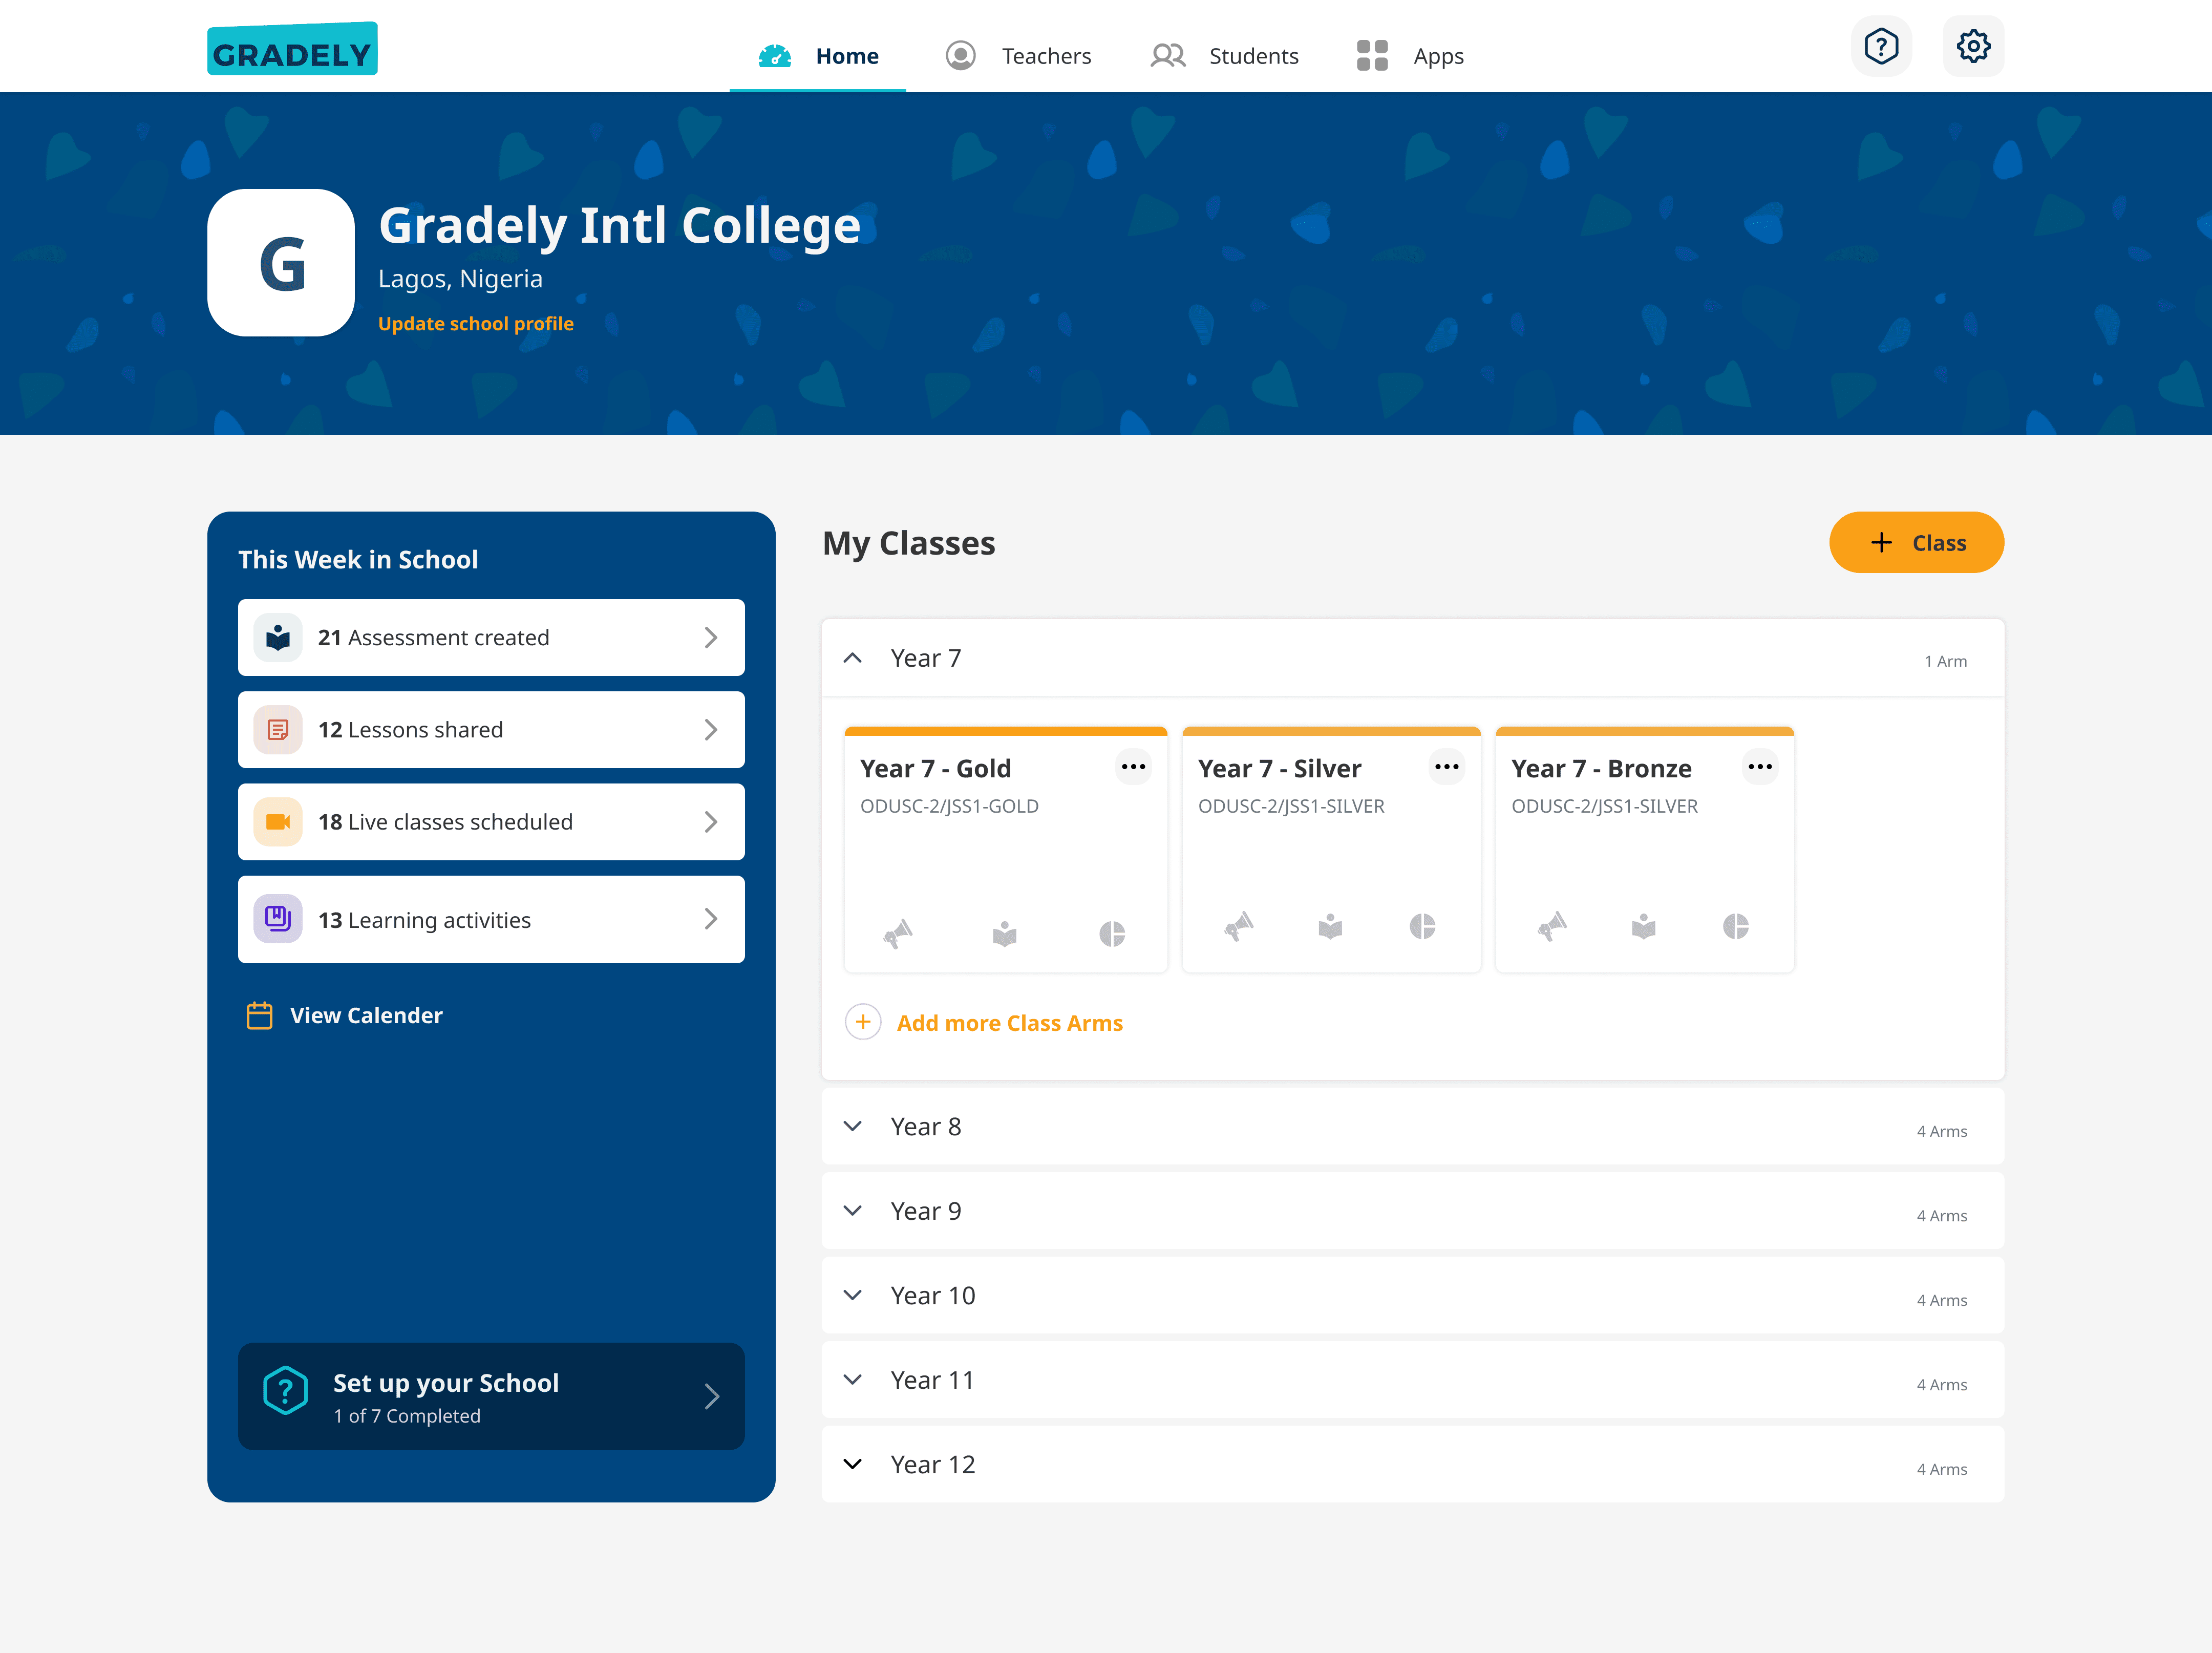 GRADELY
Home
Teachers
Students
Apps
G
Gradely Intl College
Lagos, Nigeria
Update school profile
This Week in School
21 Assessment created
12 Lessons shared
18 Live classes scheduled
13 Learning activities
View Calender
Set up your School
1 of 7 Completed
My Classes
Class
Year 7
1 Arm
Year 7 - Gold
ODUSC-2/JSS1-GOLD
Year 7 - Silver
ODUSC-2/JSS1-SILVER
Year 7 - Bronze
ODUSC-2/JSS1-SILVER
Add more Class Arms
Year 8
4 Arms
Year 9
4 Arms
Year 10
4 Arms
Year 11
4 Arms
Year 12
4 Arms